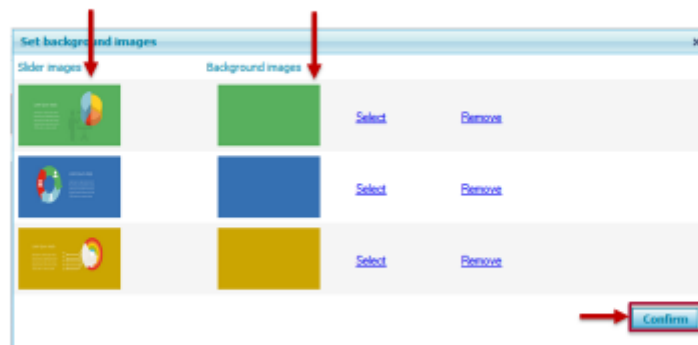 Set background images
Slider images Background images
Select Remove
Select Remove
Select Remove
Confirm